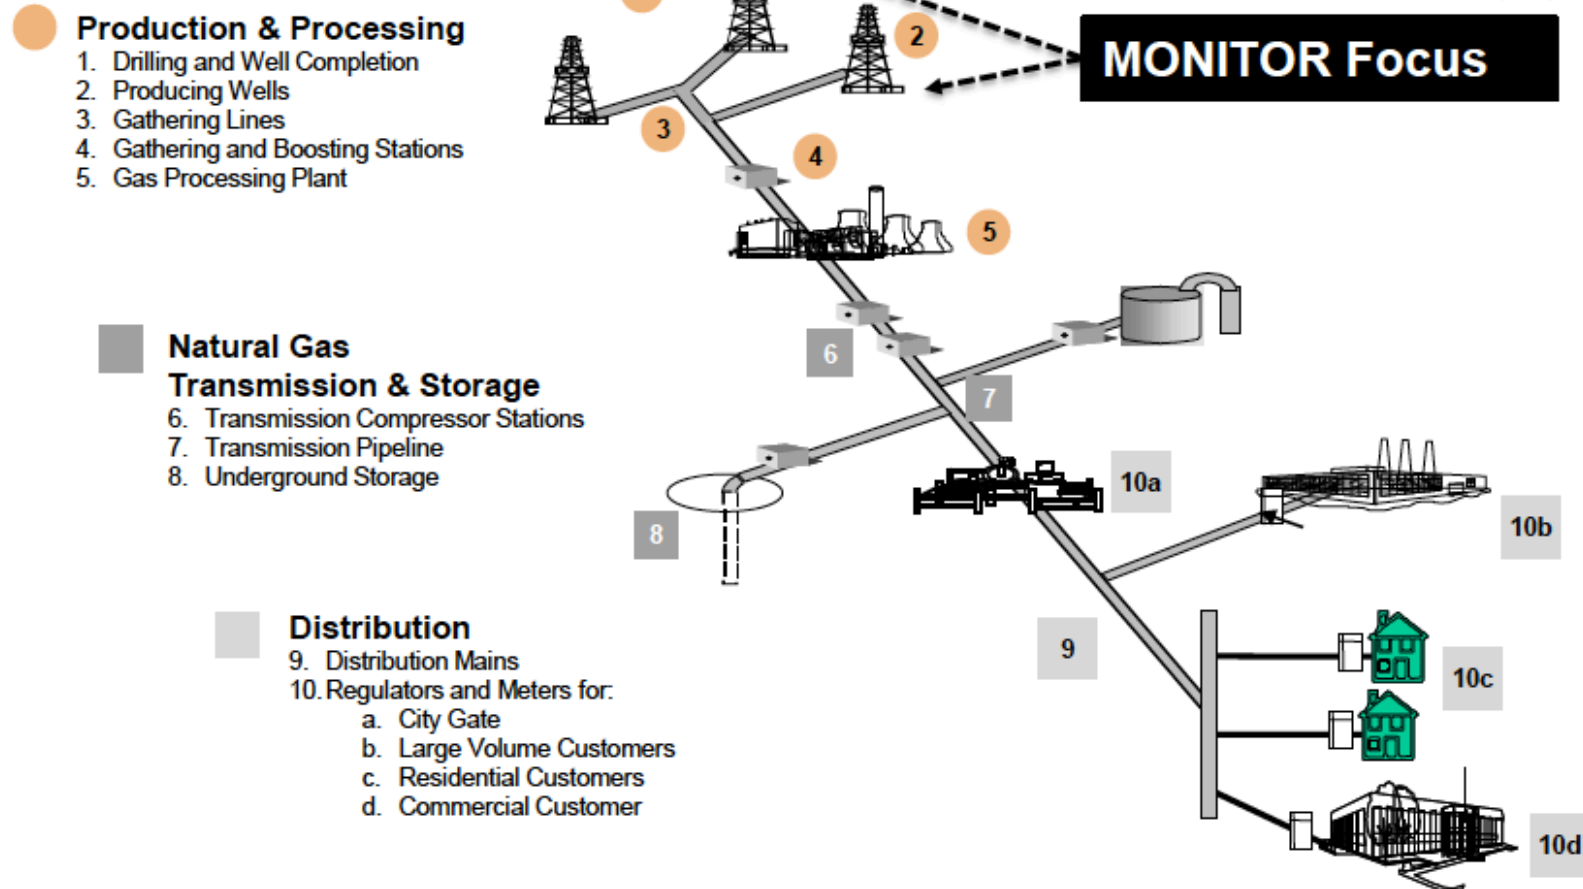 Production & Processing
1. Drilling and Well Completion
2. Producing Wells
3. Gathering Lines
4. Gathering and Boosting Stations
5. Gas Processing Plant
2
MONITOR Focus
3
4
5
Natural Gas
Transmission & Storage
6. Transmission Compressor Stations
7. Transmission Pipeline
8. Underground Storage
6
7
8
10a
10b
Distribution
9. Distribution Mains
10. Regulators and Meters for:
a. City Gate
b. Large Volume Customers
c. Residential Customers
d. Commercial Customer
9
10c
10d